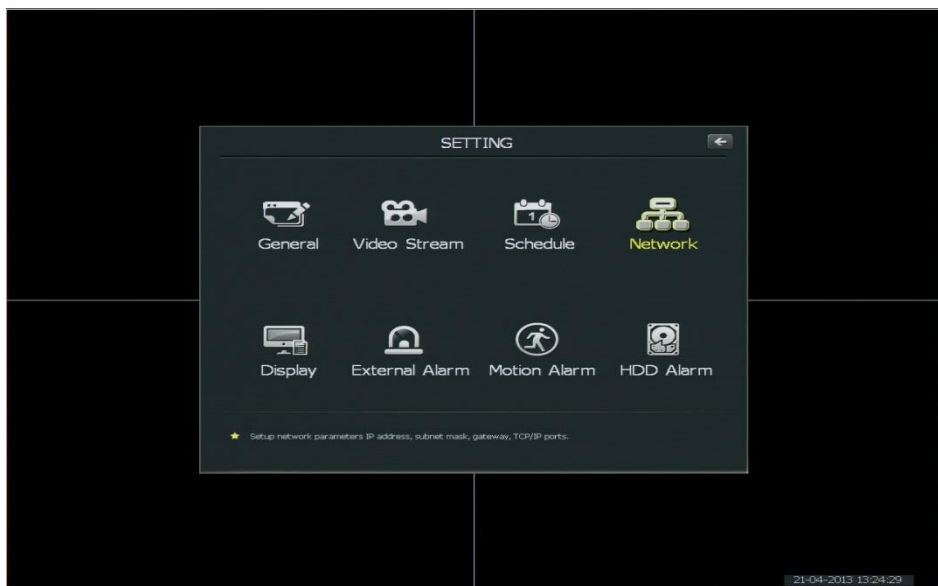 SETTING
General
Video Stream
Schedule
Network
Display
External Alarm
Motion Alarm
HDD Alarm
Setup network parameters IP address, subnet mask, gateway, TCP/IP ports.
21-04-2013 13:24:29